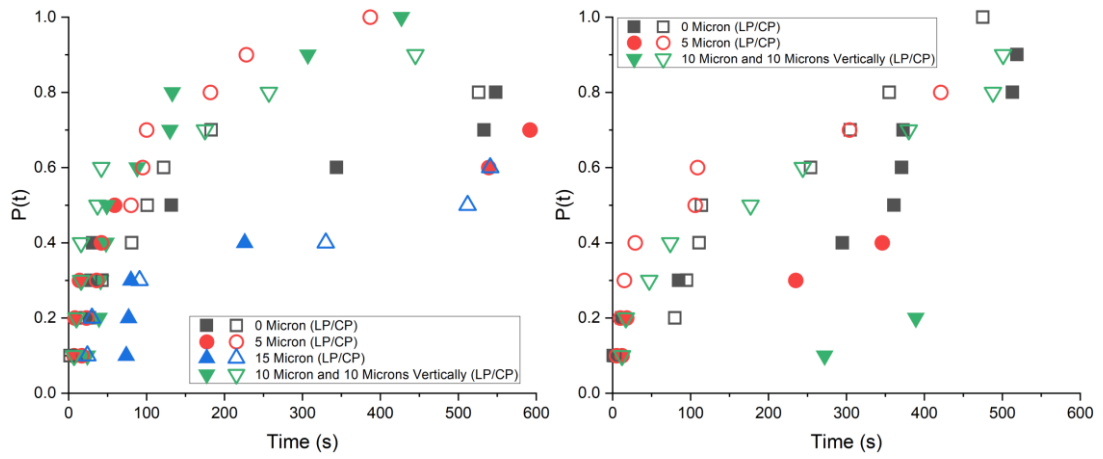 1.0
0.8
0.6
0.4
0.2
0.0
P(t)
0 Micron (LP/CP)
5 Micron (LP/CP)
15 Micron (LP/CP)
10 Micron and 10 Microns Vertically (LP/CP)
0 100 200 300 400 500 600
Time (s)
1.0
0.8
0.6
0.4
0.2
0.0
P(t)
0 Micron (LP/CP)
5 Micron (LP/CP)
10 Micron and 10 Microns Vertically (LP/CP)
0 100 200 300 400 500 600
Time (s)